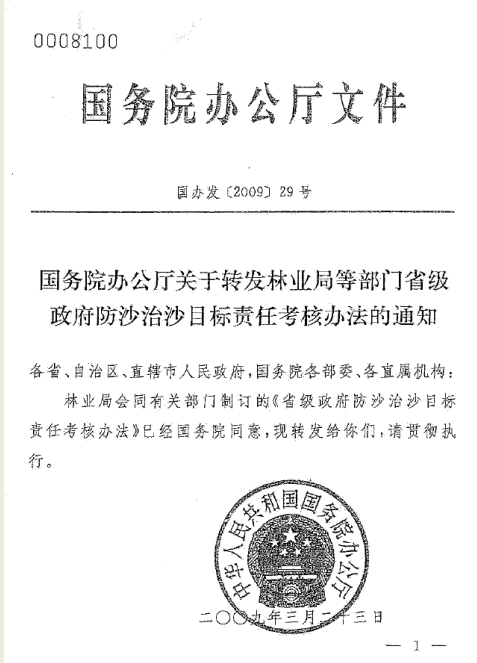 0008100
国务院办公厅文件
国办发〔2009〕29号
国务院办公厅关于转发林业局等部门省级
政府防沙治沙目标责任考核办法的通知
各省、自治区、直辖市人民政府,国务院各部委、各直属机构:
林业局会同有关部门制订的《省级政府防沙治沙目标
责任考核办法》已经国务院同意,现转发给你们,请贯彻执
行。
中华人民共和国国务院办公厅
二〇〇九年三月二十三日
— 1 —